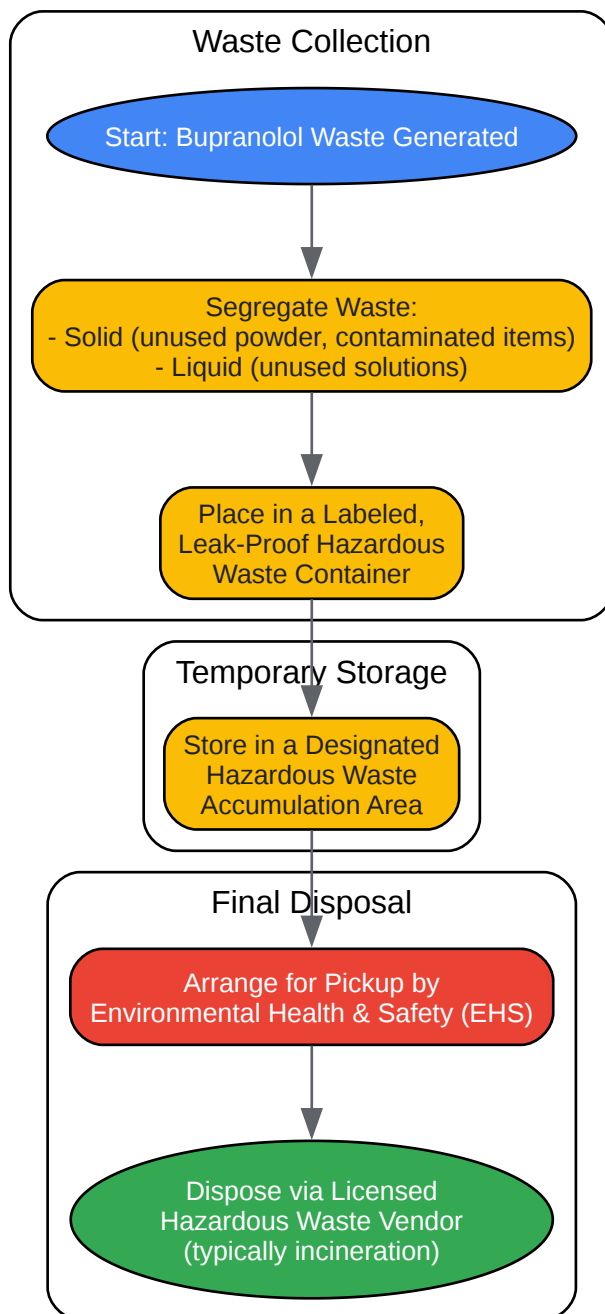 Waste Collection
Start: Bupranolol Waste Generated
Segregate Waste:
- Solid (unused powder, contaminated items)
- Liquid (unused solutions)
Place in a Labeled,
Leak-Proof Hazardous
Waste Container
Temporary Storage
Store in a Designated
Hazardous Waste
Accumulation Area
Final Disposal
Arrange for Pickup by
Environmental Health & Safety (EHS)
Dispose via Licensed
Hazardous Waste Vendor
(typically incineration)